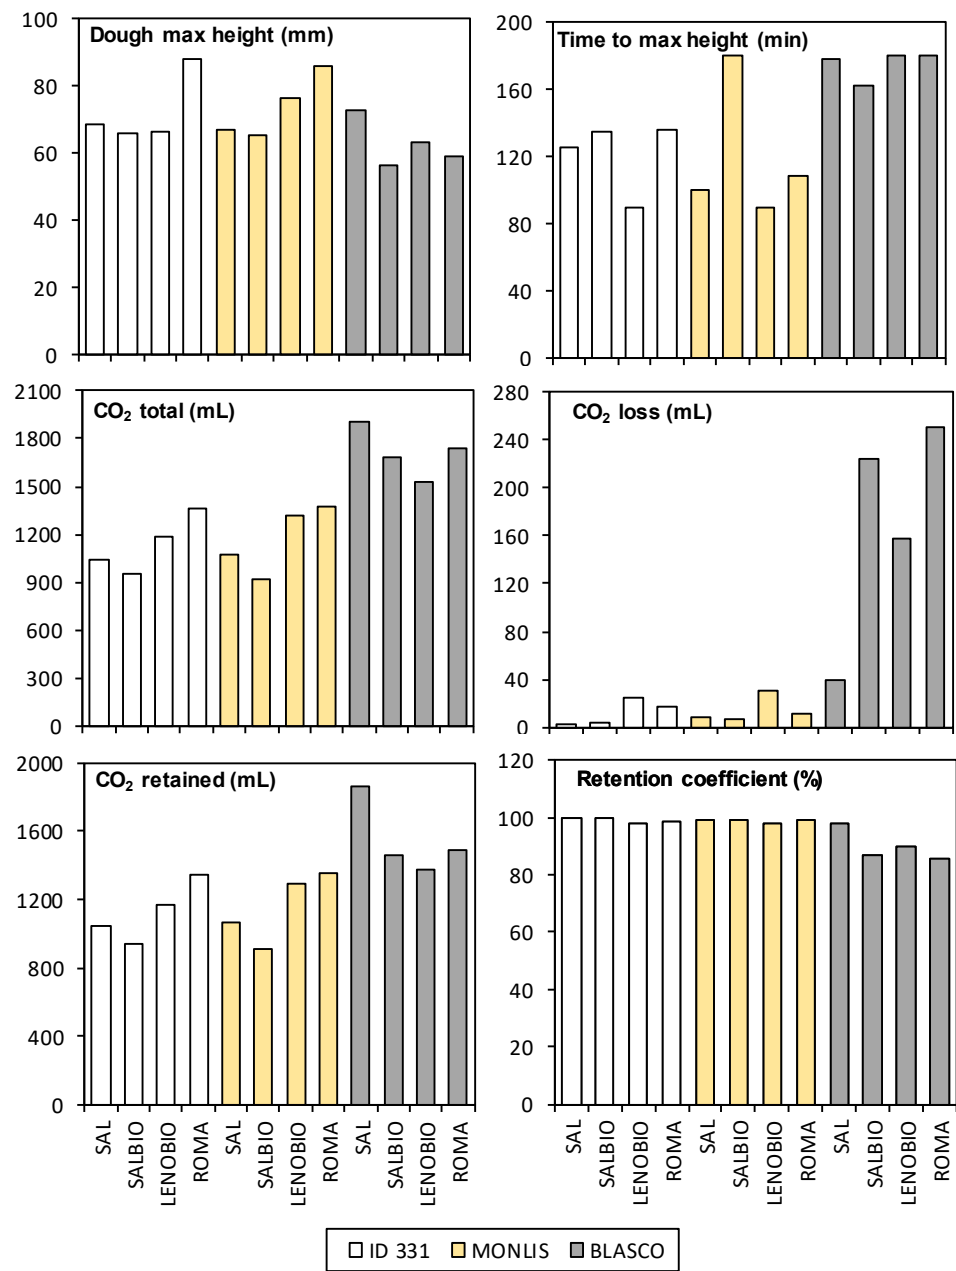 Dough max height (mm)
100
80
60
40
20
0
Time to max height (min)
200
160
120
80
40
0
CO₂ total (mL)
2100
1800
1500
1200
900
600
300
0
CO₂ loss (mL)
280
240
200
160
120
80
40
0
CO₂ retained (mL)
2000
1600
1200
800
400
0
SAL
SALBIO
LENOBIO
ROMA
SAL
SALBIO
LENOBIO
ROMA
SAL
SALBIO
LENOBIO
ROMA
Retention coefficient (%)
120
100
80
60
40
20
0
SAL
SALBIO
LENOBIO
ROMA
SAL
SALBIO
LENOBIO
ROMA
SAL
SALBIO
LENOBIO
ROMA
ID 331 MONLIS BLASCO